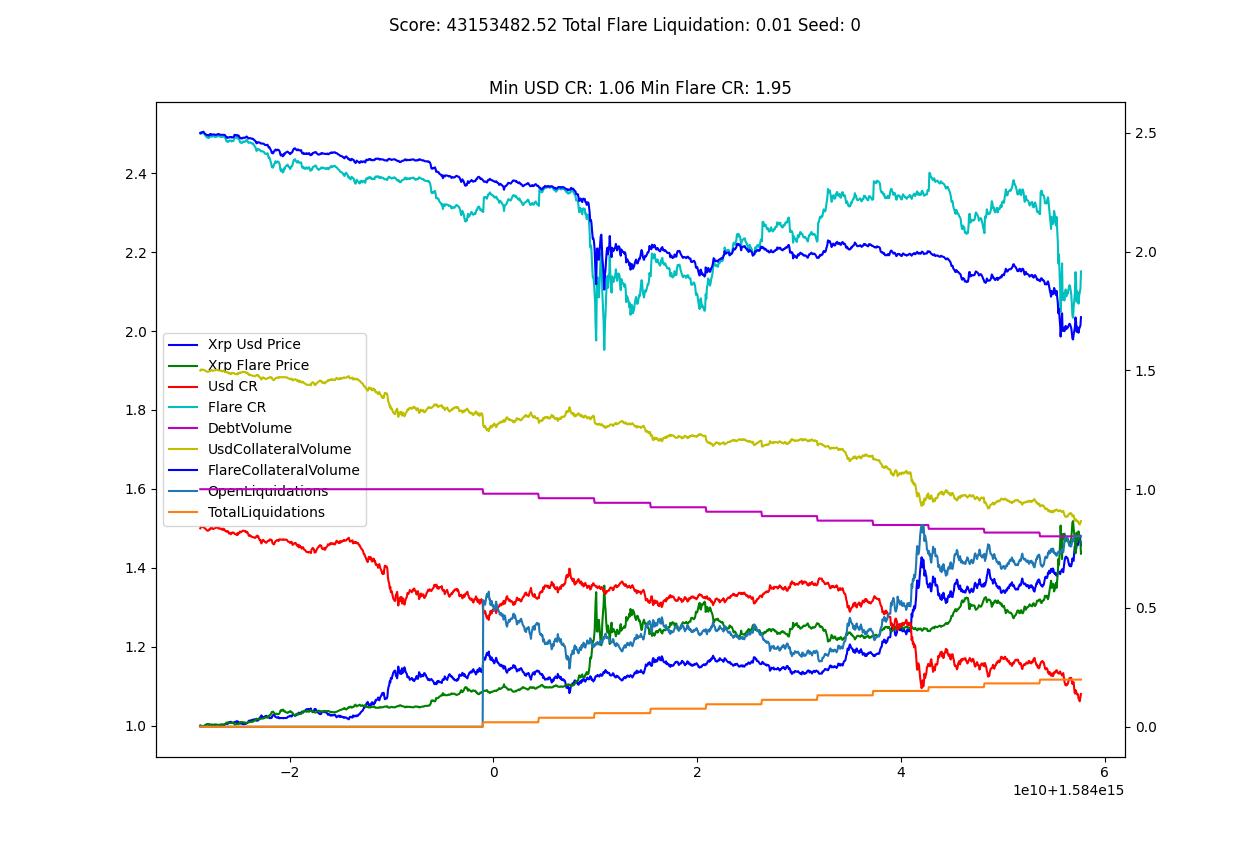 Score: 43153482.52 Total Flare Liquidation: 0.01 Seed: 0
Min USD CR: 1.06 Min Flare CR: 1.95
2.4
2.2
2.0
1.8
1.6
1.4
1.2
1.0
Xrp Usd Price
Xrp Flare Price
Usd CR
Flare CR
DebtVolume
UsdCollateralVolume
FlareCollateralVolume
OpenLiquidations
TotalLiquidations
2.5
2.0
1.5
1.0
0.5
0.0
−2 0 2 4 6
1e10+1.584e15